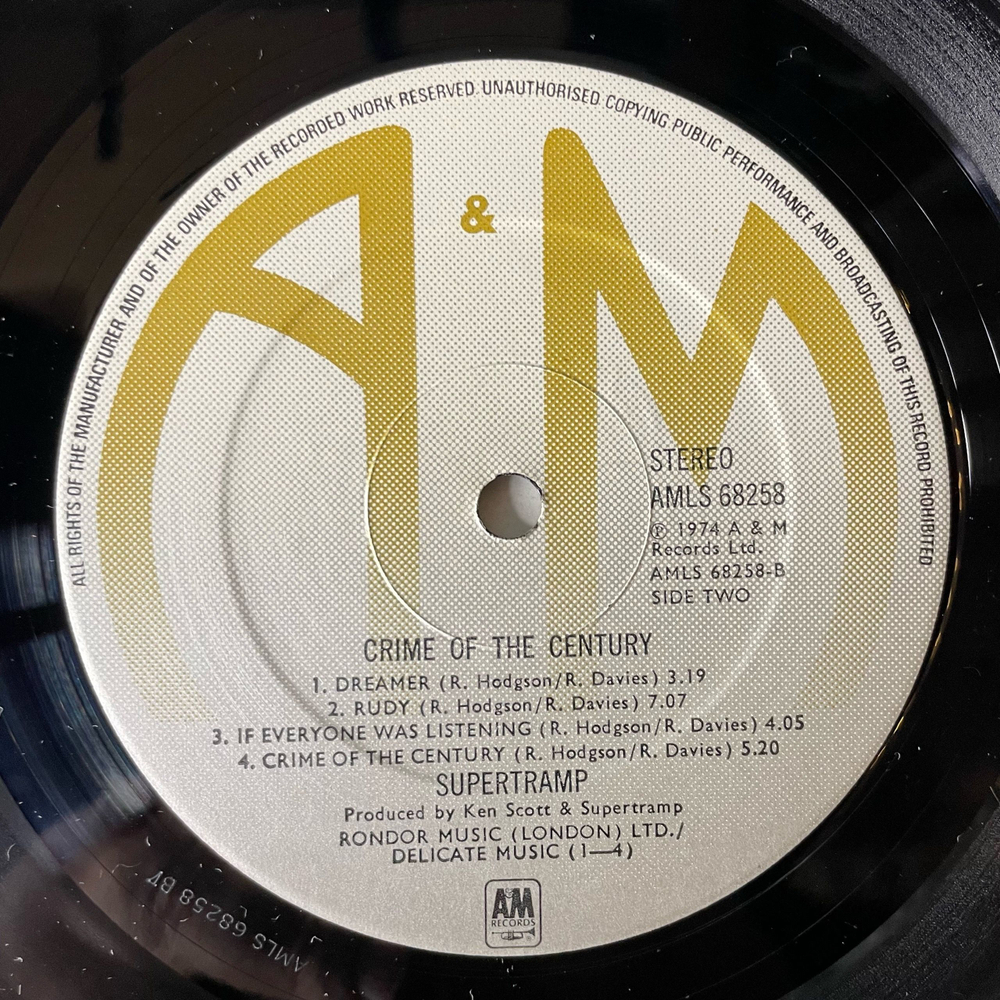 ALL RIGHTS OF THE MANUFACTURER AND OF THE OWNER OF THE RECORDED WORK RESERVED UNAUTHORISED COPYING PUBLIC PERFORMANCE AND BROADCASTING OF THIS RECORD PROHIBITED
A & M
STEREO
AMLS 68258
℗ 1974 A & M
Records Ltd.
AMLS 68258-B
SIDE TWO
CRIME OF THE CENTURY
1. DREAMER (R. Hodgson/R. Davies) 3.19
2. RUDY (R. Hodgson/R. Davies) 7.07
3. IF EVERYONE WAS LISTENING (R. Hodgson/R. Davies) 4.05
4. CRIME OF THE CENTURY (R. Hodgson/R. Davies) 5.20
SUPERTRAMP
Produced by Ken Scott & Supertramp
RONDOR MUSIC (LONDON) LTD./
DELICATE MUSIC (1—4)
AM
RECORDS
AMLS 68258